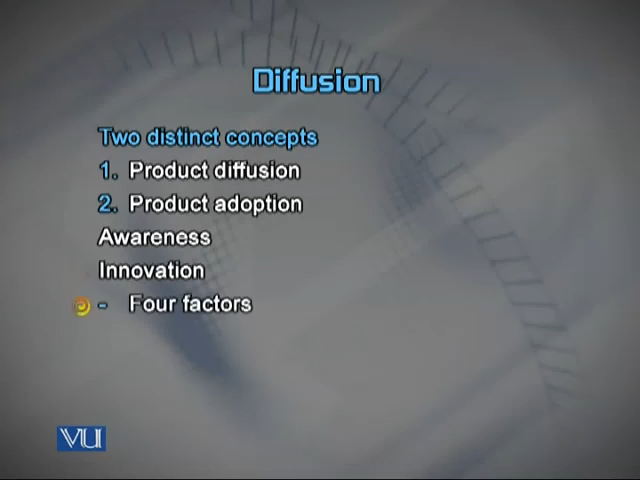 Diffusion
Two distinct concepts
1. Product diffusion
2. Product adoption
Awareness
Innovation
- Four factors
VU